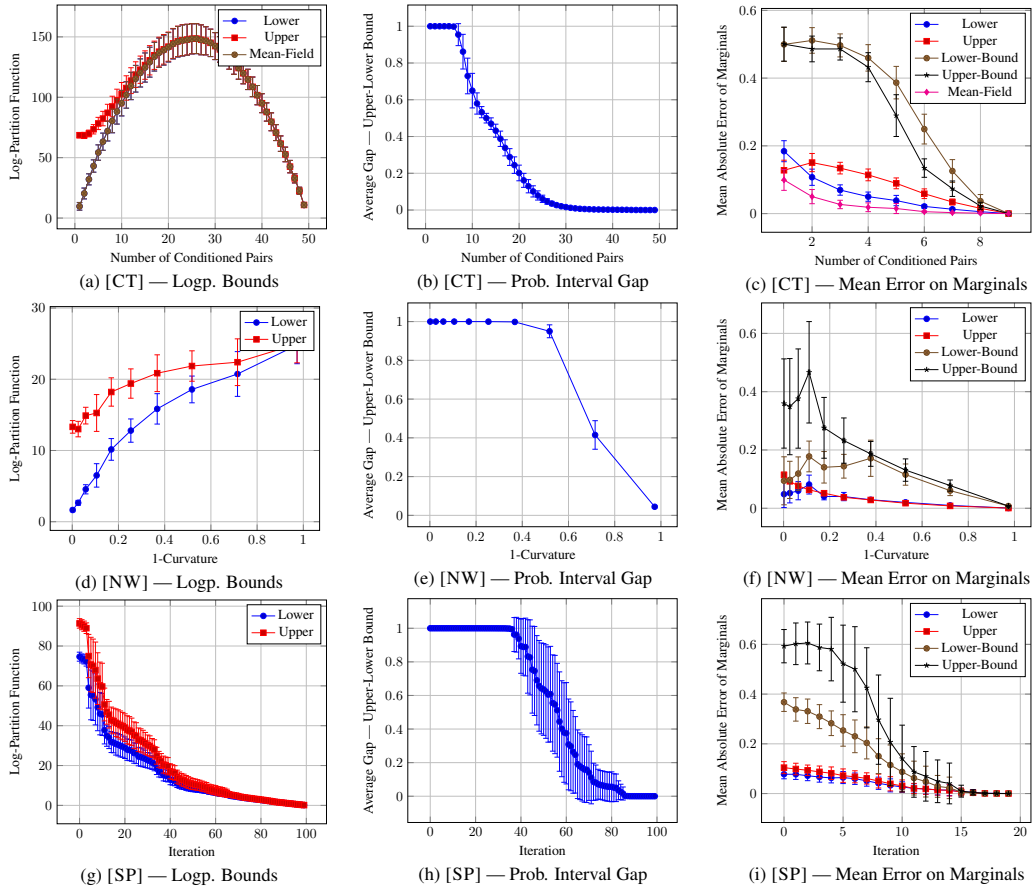 Log-Partition Function
150
100
50
0
0
10
20
30
40
50
Number of Conditioned Pairs
Lower
Upper
Mean-Field
(a) [CT] — Logp. Bounds
Average Gap — Upper-Lower Bound
1
0.8
0.6
0.4
0.2
0
0
10
20
30
40
50
Number of Conditioned Pairs
(b) [CT] — Prob. Interval Gap
Mean Absolute Error of Marginals
0.6
0.4
0.2
0
2
4
6
8
Number of Conditioned Pairs
Lower
Upper
Lower-Bound
Upper-Bound
Mean-Field
(c) [CT] — Mean Error on Marginals
Log-Partition Function
30
20
10
0
0
0.2
0.4
0.6
0.8
1
1-Curvature
Lower
Upper
(d) [NW] — Logp. Bounds
Average Gap — Upper-Lower Bound
1
0.8
0.6
0.4
0.2
0
0
0.2
0.4
0.6
0.8
1
1-Curvature
(e) [NW] — Prob. Interval Gap
Mean Absolute Error of Marginals
0.6
0.4
0.2
0
0
0.2
0.4
0.6
0.8
1
1-Curvature
Lower
Upper
Lower-Bound
Upper-Bound
(f) [NW] — Mean Error on Marginals
Log-Partition Function
100
80
60
40
20
0
0
20
40
60
80
100
Iteration
Lower
Upper
(g) [SP] — Logp. Bounds
Average Gap — Upper-Lower Bound
1
0.8
0.6
0.4
0.2
0
0
20
40
60
80
100
Iteration
(h) [SP] — Prob. Interval Gap
Mean Absolute Error of Marginals
0.8
0.6
0.4
0.2
0
0
5
10
15
20
Iteration
Lower
Upper
Lower-Bound
Upper-Bound
(i) [SP] — Mean Error on Marginals